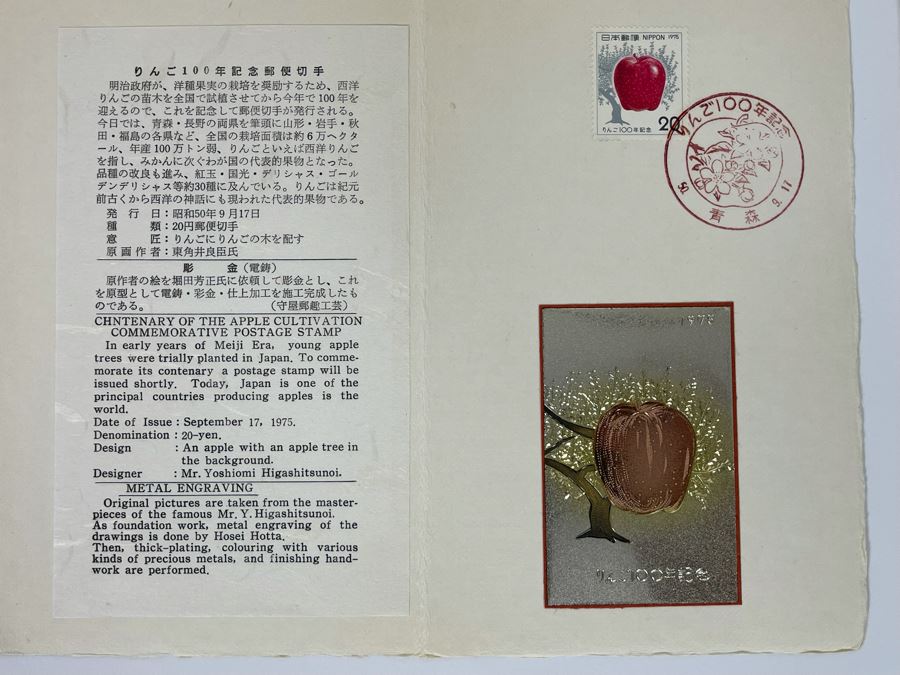 りんご100年記念郵便切手
明治政府が、洋種果実の栽培を奨励するため、西洋
りんごの苗木を全国で試植させてから今年で100年を
迎えるので、これを記念して郵便切手が発行される。
今日では、青森・長野の両県を筆頭に山形・岩手・秋
田・福島の各県など、全国の栽培面積は約6万ヘクタ
ール、年産100万トン弱、りんごといえば西洋りんご
を指し、みかんに次ぐわが国の代表的果物となった。
品種の改良も進み、紅玉・国光・デリシャス・ゴール
デンデリシャス等約30種に及んでいる。りんごは紀元
前古くから西洋の神話にも現われた代表的果物である。
発行日:昭和50年9月17日
種類:20円郵便切手
意匠:りんごにりんごの木を配す
原画作者:東角井良臣氏
彫金(電鋳)
原作者の絵を堀田芳正氏に依頼して彫金とし、これ
を原型として電鋳・彩金・仕上加工を施工完成したも
のである。(守屋郵趣工芸)
CHNTENARY OF THE APPLE CULTIVATION
COMMEMORATIVE POSTAGE STAMP
In early years of Meiji Era, young apple
trees were trially planted in Japan. To comme-
morate its contenary a postage stamp will be
issued shortly. Today, Japan is one of the
principal countries producing apples is the
world.
Date of Issue : September 17, 1975.
Denomination : 20-yen.
Design : An apple with an apple tree in
the background.
Designer : Mr. Yoshiomi Higashitsunoi.
METAL ENGRAVING
Original pictures are taken from the master-
pieces of the famous Mr. Y. Higashitsunoi.
As foundation work, metal engraving of the
drawings is done by Hosei Hotta.
Then, thick-plating, colouring with various
kinds of precious metals, and finishing hand-
work are performed.
日本郵便 NIPPON 1975
20
りんご100年記念
りんご100年記念
50
9.17
青森
りんご100年記念